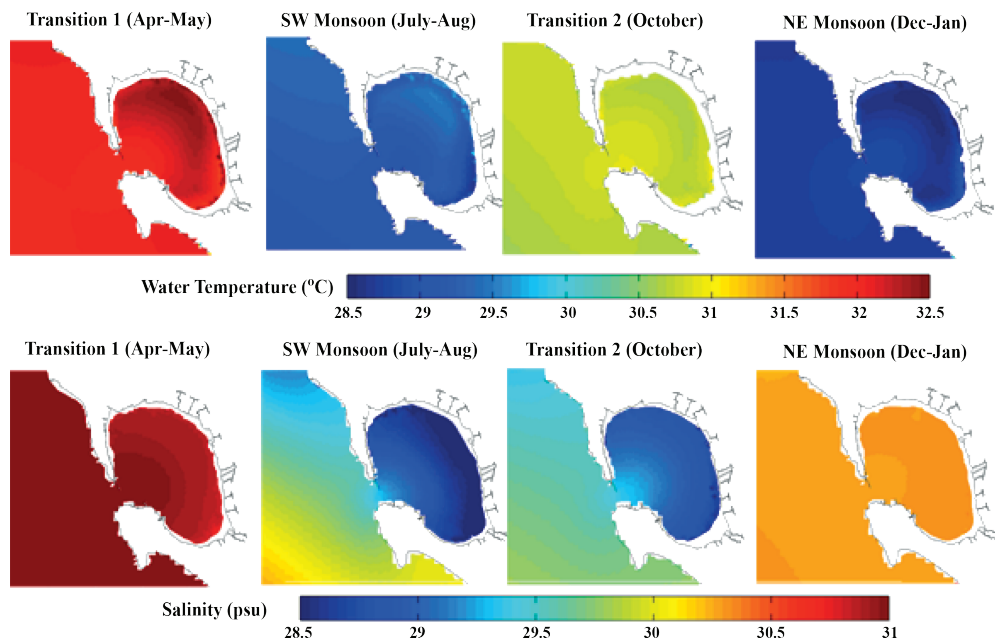 Transition 1 (Apr-May) SW Monsoon (July-Aug) Transition 2 (October) NE Monsoon (Dec-Jan)
Water Temperature (⁰C)
28.5 29 29.5 30 30.5 31 31.5 32 32.5
Transition 1 (Apr-May) SW Monsoon (July-Aug) Transition 2 (October) NE Monsoon (Dec-Jan)
Salinity (psu)
28.5 29 29.5 30 30.5 31